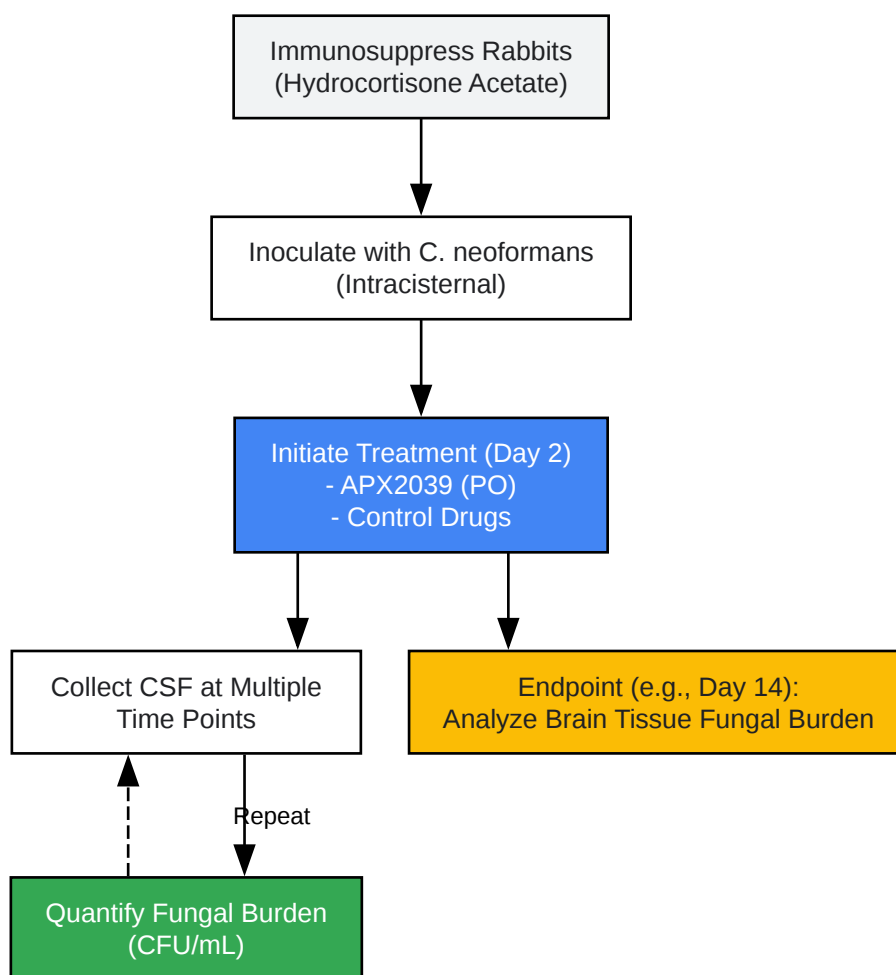 Immunosuppress Rabbits
(Hydrocortisone Acetate)
Inoculate with C. neoformans
(Intracisternal)
Initiate Treatment (Day 2)
- APX2039 (PO)
- Control Drugs
Collect CSF at Multiple
Time Points
Endpoint (e.g., Day 14):
Analyze Brain Tissue Fungal Burden
Repeat
Quantify Fungal Burden
(CFU/mL)